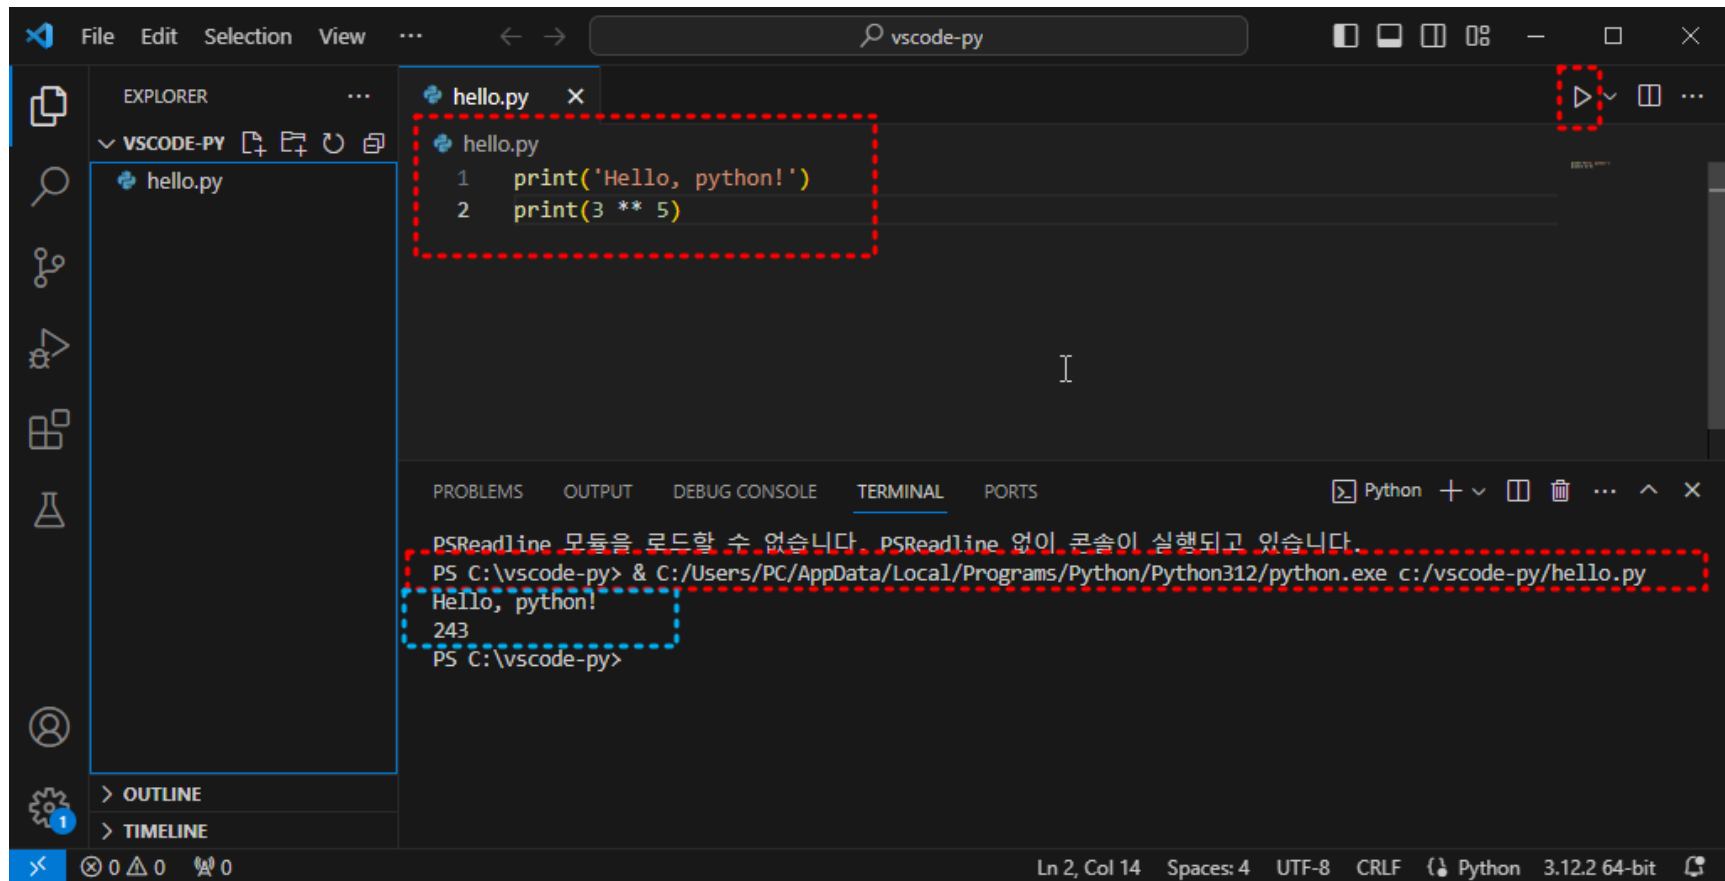 File Edit Selection View ··· vscode-py
EXPLORER ···
VSCODE-PY
hello.py
hello.py
hello.py
1 print('Hello, python!')
2 print(3 ** 5)
PROBLEMS OUTPUT DEBUG CONSOLE TERMINAL PORTS Python
PSReadline 모듈을 로드할 수 없습니다. PSReadline 없이 콘솔이 실행되고 있습니다.
PS C:\vscode-py> & C:/Users/PC/AppData/Local/Programs/Python/Python312/python.exe c:/vscode-py/hello.py
Hello, python!
243
PS C:\vscode-py>
OUTLINE
TIMELINE
1
0 0 0 Ln 2, Col 14 Spaces: 4 UTF-8 CRLF Python 3.12.2 64-bit